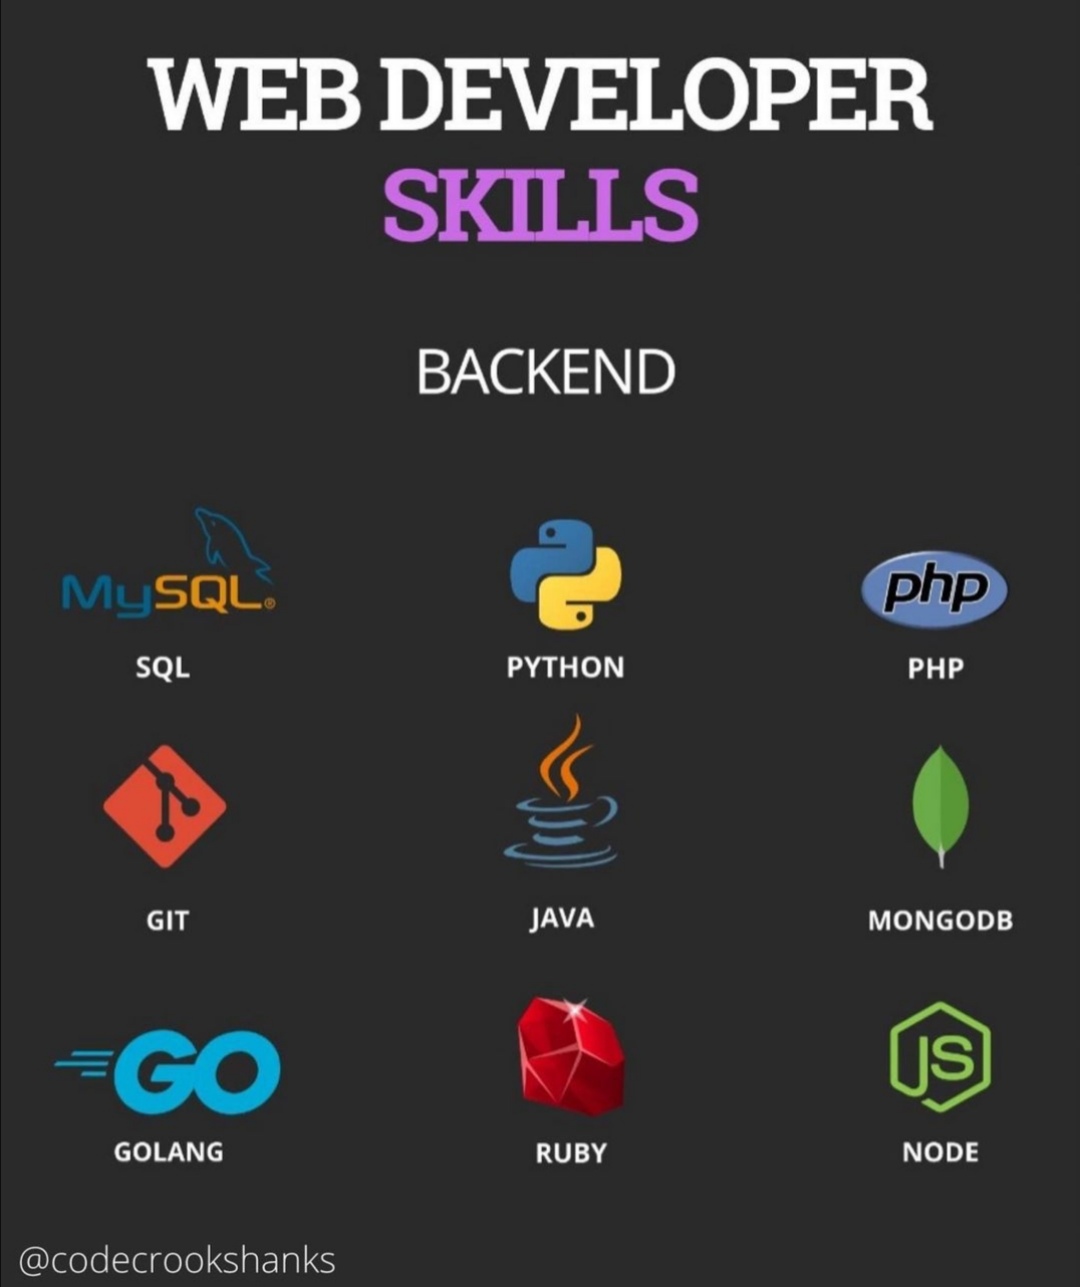 WEB DEVELOPER
SKILLS
BACKEND
MySQL®
php
SQL
PYTHON
PHP
GIT
JAVA
MONGODB
GO
JS
GOLANG
RUBY
NODE
@codecrookshanks